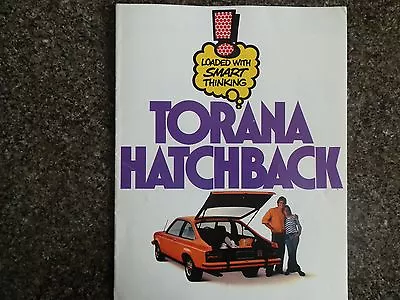 LOADED WITH
SMART
THINKING
TORANA
HATCHBACK